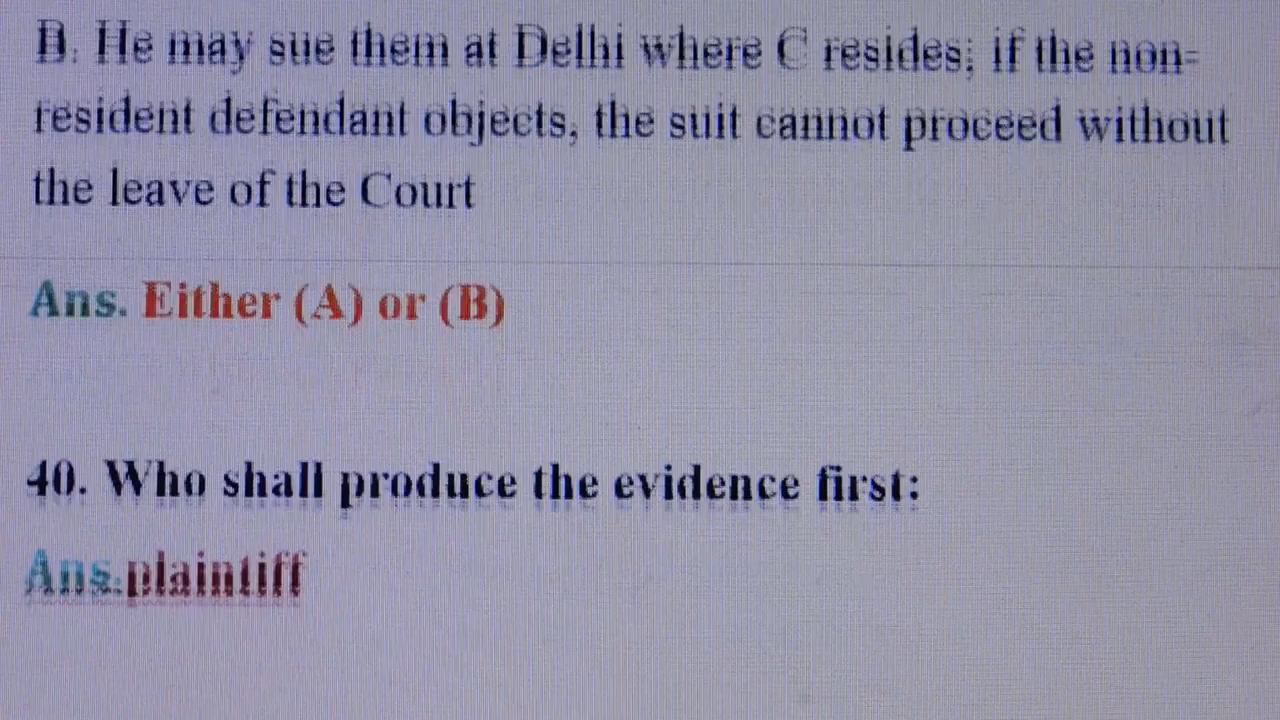 B. He may sue them at Delhi where C resides; if the non-
resident defendant objects, the suit cannot proceed without
the leave of the Court
Ans. Either (A) or (B)
40. Who shall produce the evidence first:
Ans.plaintiff